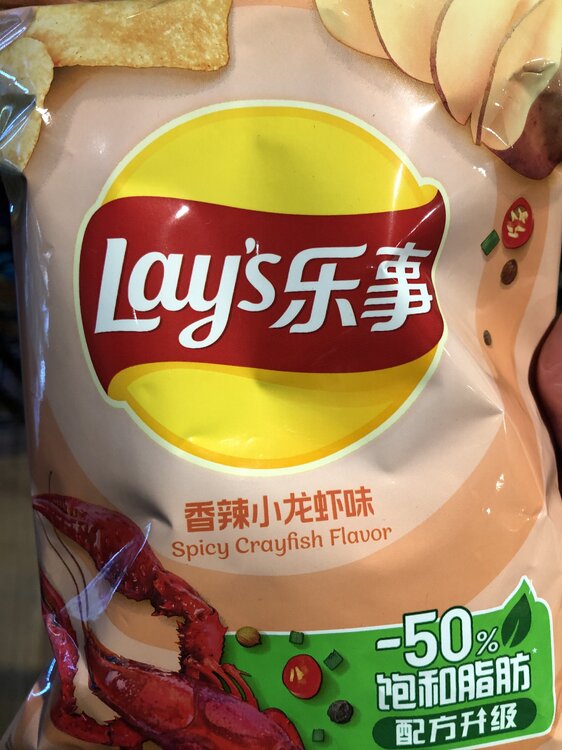 Lay's乐事
香辣小龙虾味
Spicy Crayfish Flavor
-50%
饱和脂肪*
配方升级